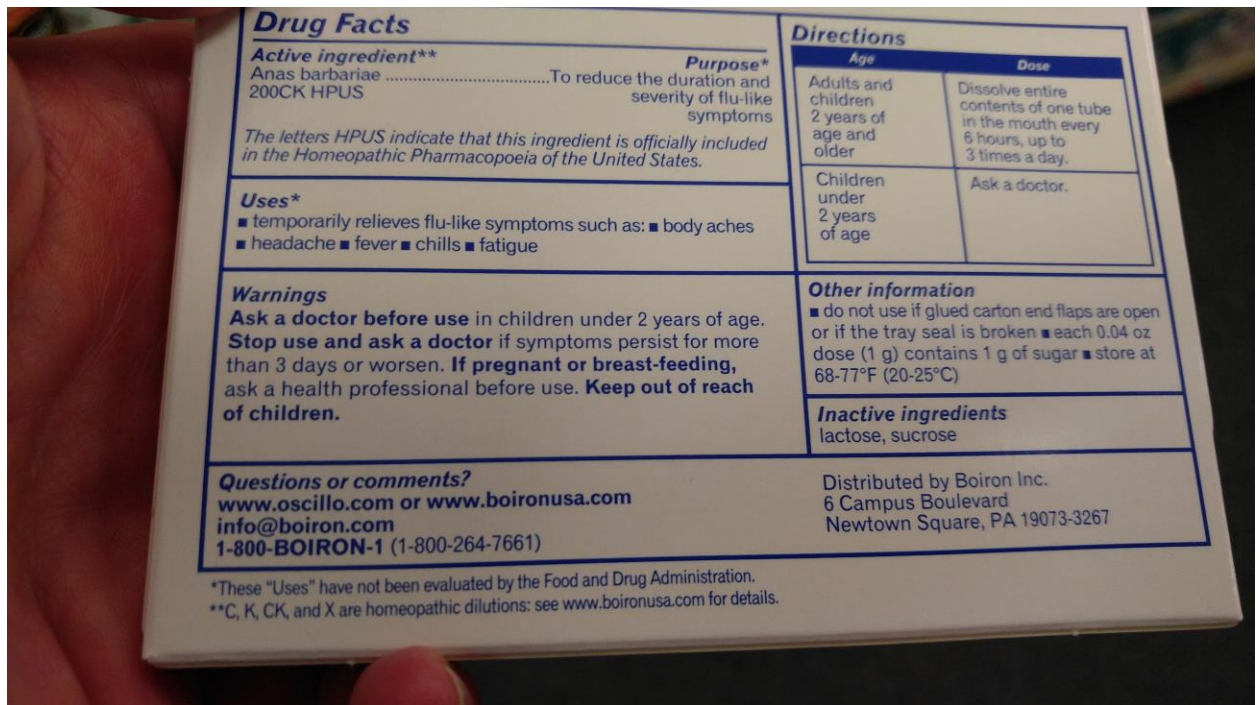 Drug Facts
Active ingredient** Purpose*
Anas barbariae ......................................To reduce the duration and
200CK HPUS severity of flu-like
symptoms
The letters HPUS indicate that this ingredient is officially included
in the Homeopathic Pharmacopoeia of the United States.
Uses*
■ temporarily relieves flu-like symptoms such as: ■ body aches
■ headache ■ fever ■ chills ■ fatigue
Warnings
Ask a doctor before use in children under 2 years of age.
Stop use and ask a doctor if symptoms persist for more
than 3 days or worsen. If pregnant or breast-feeding,
ask a health professional before use. Keep out of reach
of children.
Directions
Age Dose
Adults and
children
2 years of
age and
older
Dissolve entire
contents of one tube
in the mouth every
6 hours, up to
3 times a day.
Children
under
2 years
of age
Ask a doctor.
Other information
■ do not use if glued carton end flaps are open
or if the tray seal is broken ■ each 0.04 oz
dose (1 g) contains 1 g of sugar ■ store at
68-77°F (20-25°C)
Inactive ingredients
lactose, sucrose
Questions or comments?
www.oscillo.com or www.boironusa.com
info@boiron.com
1-800-BOIRON-1 (1-800-264-7661)
Distributed by Boiron Inc.
6 Campus Boulevard
Newtown Square, PA 19073-3267
*These "Uses" have not been evaluated by the Food and Drug Administration.
**C, K, CK, and X are homeopathic dilutions: see www.boironusa.com for details.